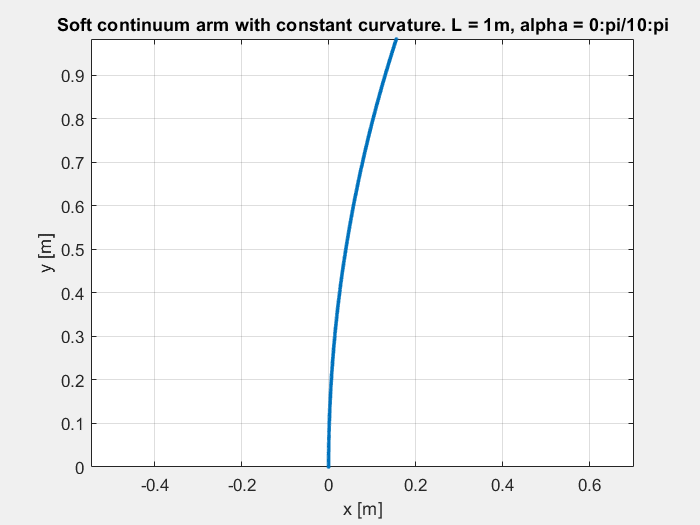 Soft continuum arm with constant curvature. L = 1m, alpha = 0:pi/10:pi
0.9
0.8
0.7
0.6
0.5
0.4
0.3
0.2
0.1
0
y [m]
-0.4 -0.2 0 0.2 0.4 0.6
x [m]